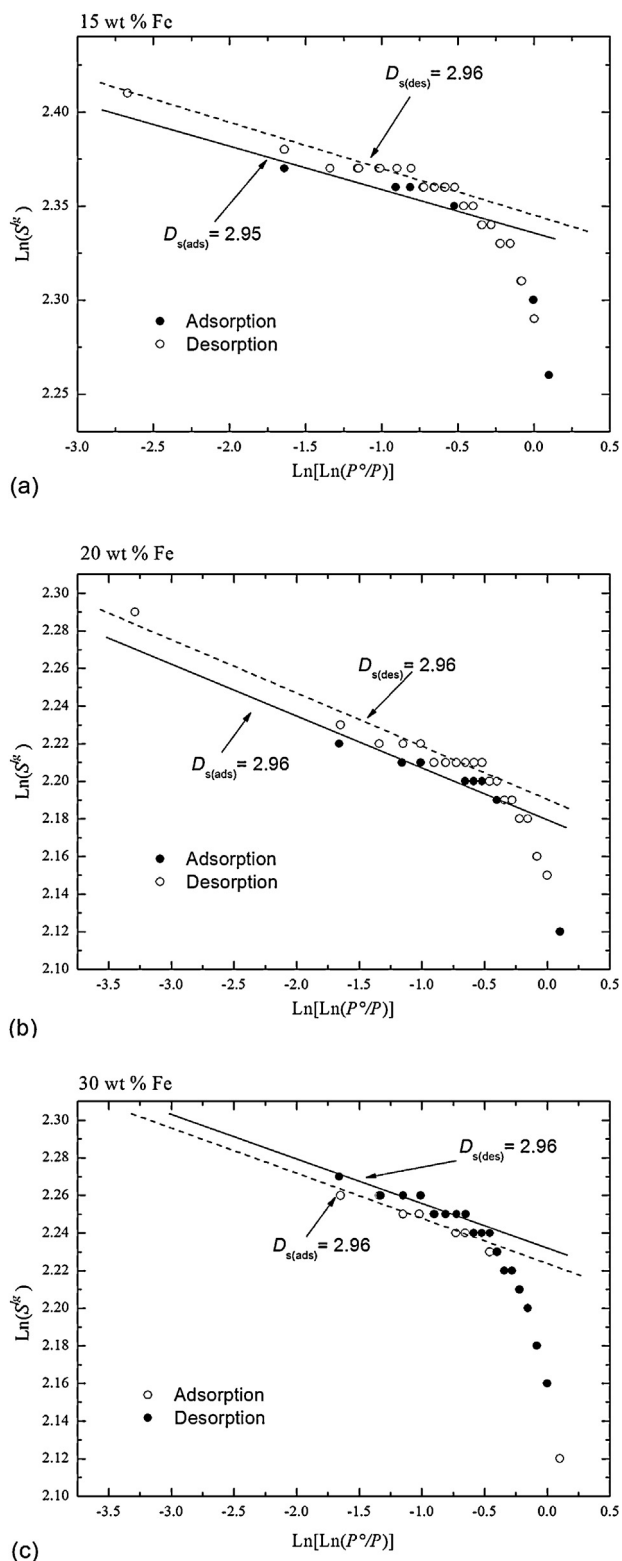 15 wt % Fe
Ds(des)= 2.96
2.40
2.35
Ln(S^lk)
Ds(ads)= 2.95
2.30
Adsorption
Desorption
2.25
-3.0 -2.5 -2.0 -1.5 -1.0 -0.5 0.0 0.5
Ln[Ln(P°/P)]
(a)
20 wt % Fe
2.30
2.28
2.26
Ds(des)= 2.96
2.24
2.22
Ln(S^lk)
Ds(ads)= 2.96
2.20
2.18
2.16
Adsorption
2.14
Desorption
2.12
2.10
-3.5 -3.0 -2.5 -2.0 -1.5 -1.0 -0.5 0.0 0.5
Ln[Ln(P°/P)]
(b)
30 wt % Fe
2.30
2.28
Ds(des)= 2.96
2.26
2.24
Ds(ads)= 2.96
2.22
Ln(S^lk)
2.20
2.18
2.16
Adsorption
2.14
Desorption
2.12
2.10
-3.5 -3.0 -2.5 -2.0 -1.5 -1.0 -0.5 0.0 0.5
Ln[Ln(P°/P)]
(c)